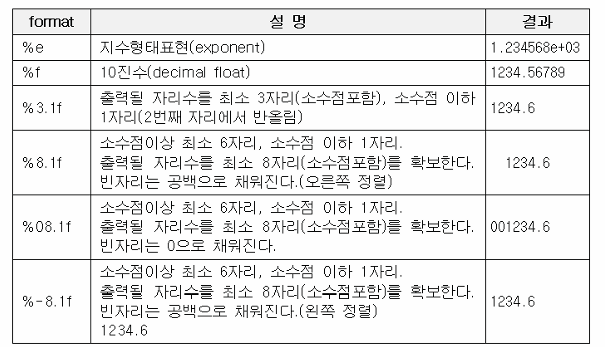 format 설 명 결과
%e 지수형태표현(exponent) 1.234568e+03
%f 10진수(decimal float) 1234.56789
%3.1f 출력될 자리수를 최소 3자리(소수점포함), 소수점 이하 1234.6
1자리(2번째 자리에서 반올림)
소수점이상 최소 6자리, 소수점 이하 1자리.
%8.1f 출력될 자리수를 최소 8자리(소수점포함)를 확보한다. 1234.6
빈자리는 공백으로 채워진다.(오른쪽 정렬)
소수점이상 최소 6자리, 소수점 이하 1자리.
%08.1f 출력될 자리수를 최소 8자리(소수점포함)를 확보한다. 001234.6
빈자리는 0으로 채워진다.
소수점이상 최소 6자리, 소수점 이하 1자리.
출력될 자리수를 최소 8자리(소수점포함)를 확보한다.
%-8.1f 빈자리는 공백으로 채워진다.(왼쪽 정렬) 1234.6
1234.6